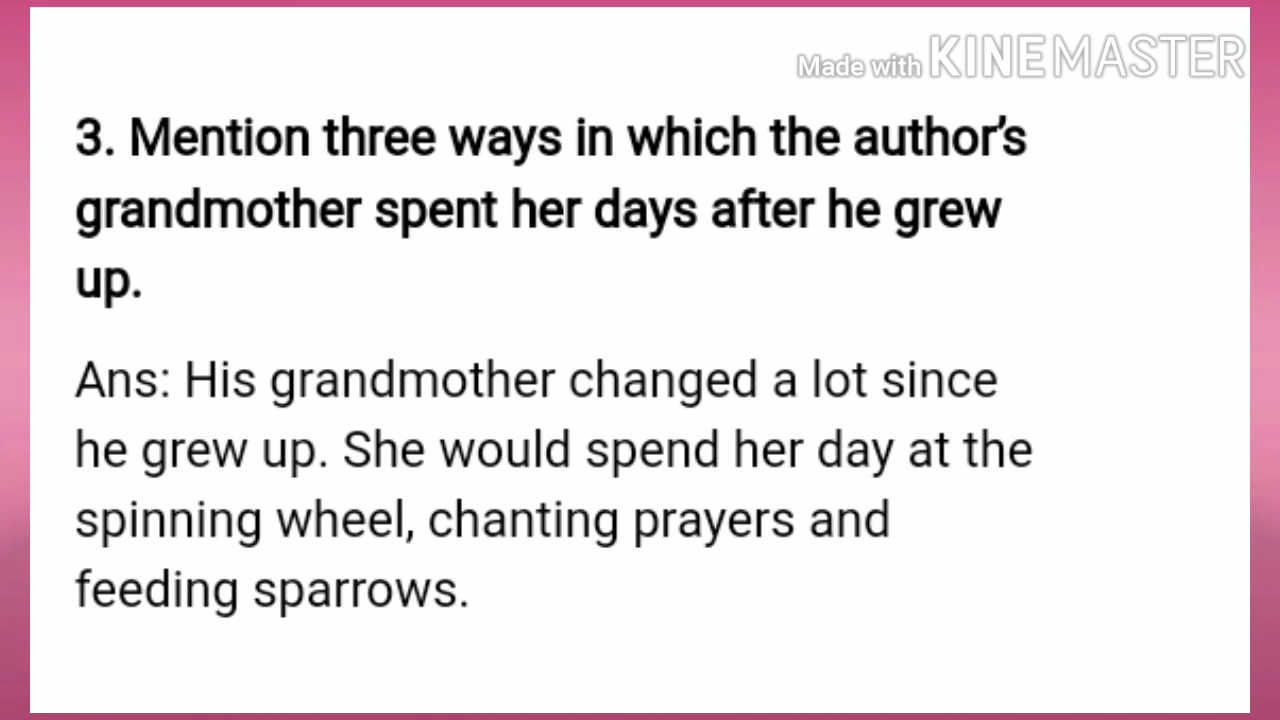 Made with KINEMASTER
3. Mention three ways in which the author's
grandmother spent her days after he grew
up.
Ans: His grandmother changed a lot since
he grew up. She would spend her day at the
spinning wheel, chanting prayers and
feeding sparrows.